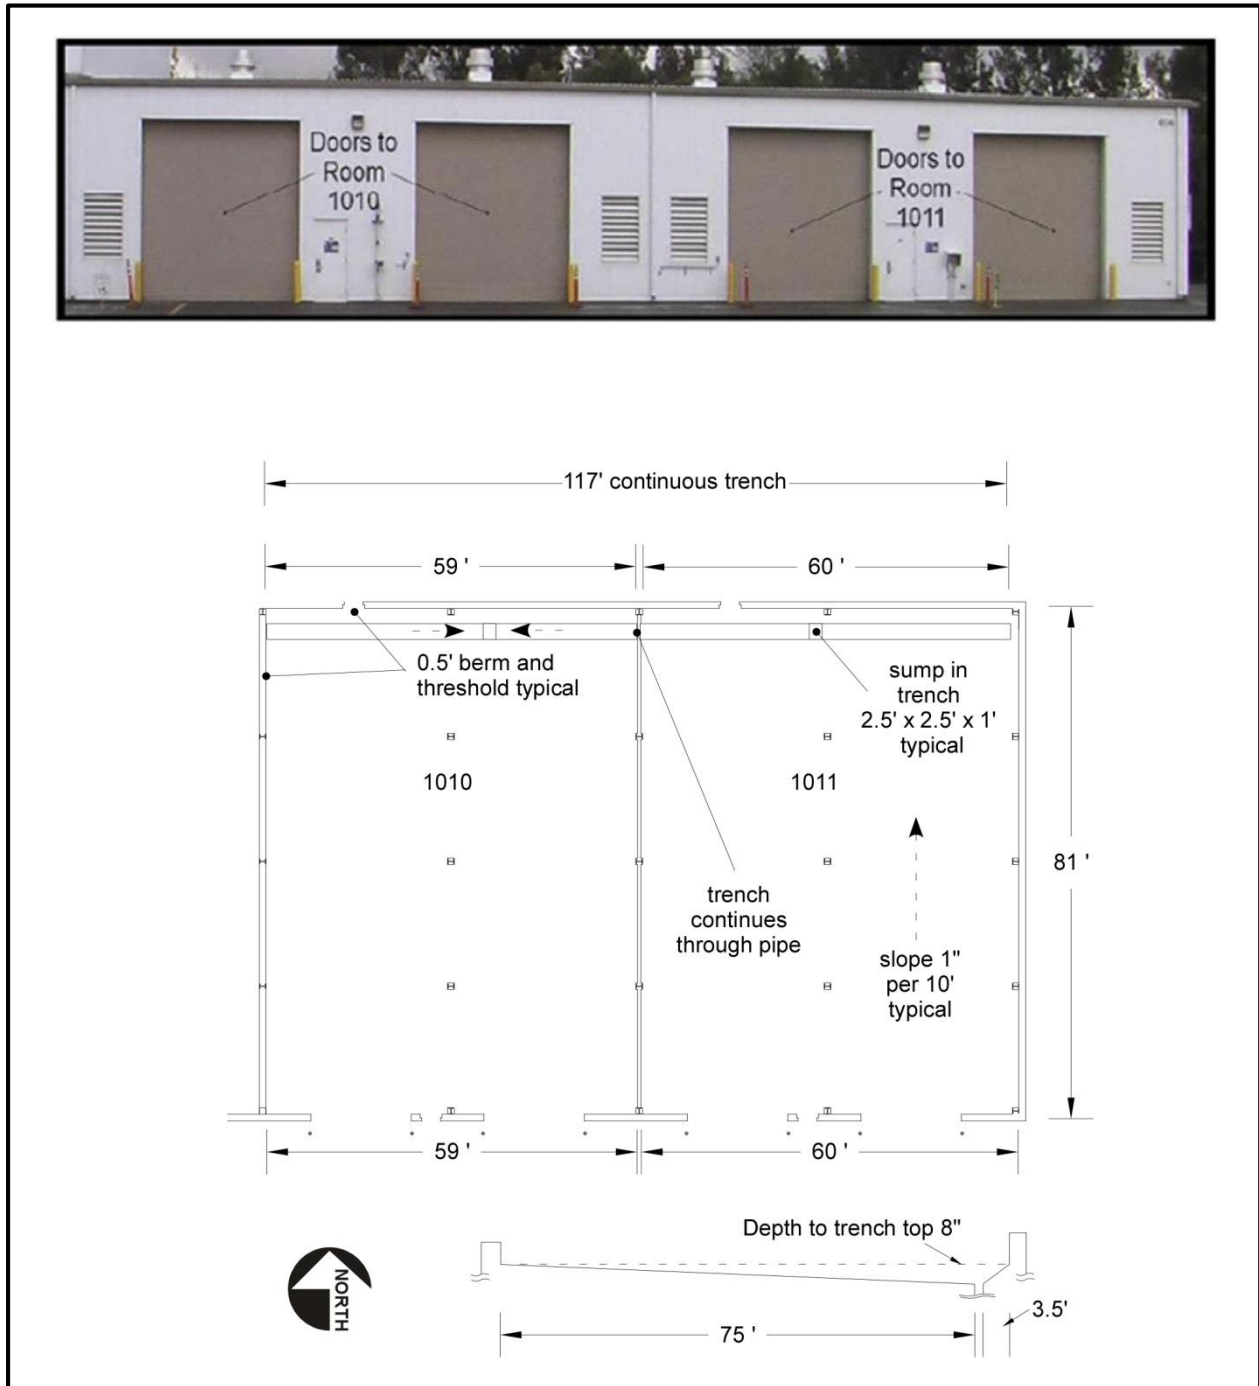 Doors to
Room
1010
Doors to
Room
1011
117' continuous trench
59 '
60 '
0.5' berm and
threshold typical
sump in
trench
2.5' x 2.5' x 1'
typical
1010
1011
81 '
trench
continues
through pipe
slope 1"
per 10'
typical
59 '
60 '
Depth to trench top 8"
NORTH
75 '
3.5'